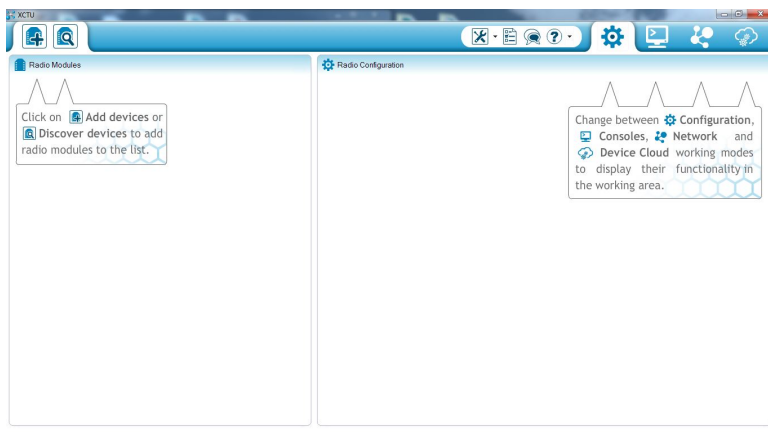 XCTU
Radio Modules
Click on Add devices or
Discover devices to add
radio modules to the list.
Radio Configuration
Change between Configuration,
Consoles, Network and
Device Cloud working modes
to display their functionality in
the working area.